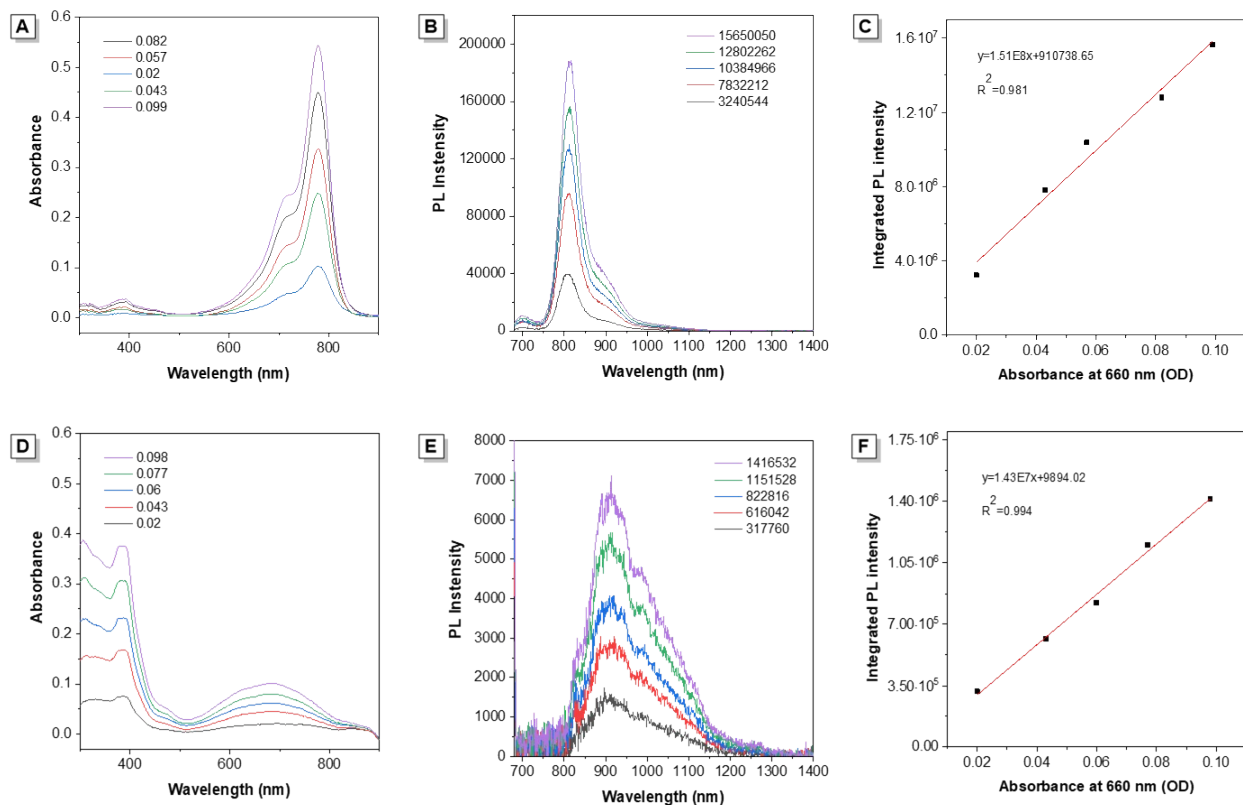 A
0.6
0.5
0.4
0.3
0.2
0.1
0.0
Absorbance
0.082
0.057
0.02
0.043
0.099
400
600
800
Wavelength (nm)
B
200000
160000
120000
80000
40000
0
PL Instensity
15650050
12802262
10384966
7832212
3240544
700 800 900 1000 1100 1200 1300 1400
Wavelength (nm)
C
1.6·10⁷
1.2·10⁷
8.0·10⁶
4.0·10⁶
0.0
Integrated PL intensity
y=1.51E8x+910738.65
R²=0.981
0.02 0.04 0.06 0.08 0.10
Absorbance at 660 nm (OD)
D
0.6
0.5
0.4
0.3
0.2
0.1
0.0
Absorbance
0.098
0.077
0.06
0.043
0.02
400
600
800
Wavelength (nm)
E
8000
7000
6000
5000
4000
3000
2000
1000
0
PL Instensity
1416532
1151528
822816
616042
317760
700 800 900 1000 1100 1200 1300 1400
Wavelength (nm)
F
1.75·10⁶
1.40·10⁶
1.05·10⁶
7.00·10⁵
3.50·10⁵
0.00
Integrated PL intensity
y=1.43E7x+9894.02
R²=0.994
0.02 0.04 0.06 0.08 0.10
Absorbance at 660 nm (OD)